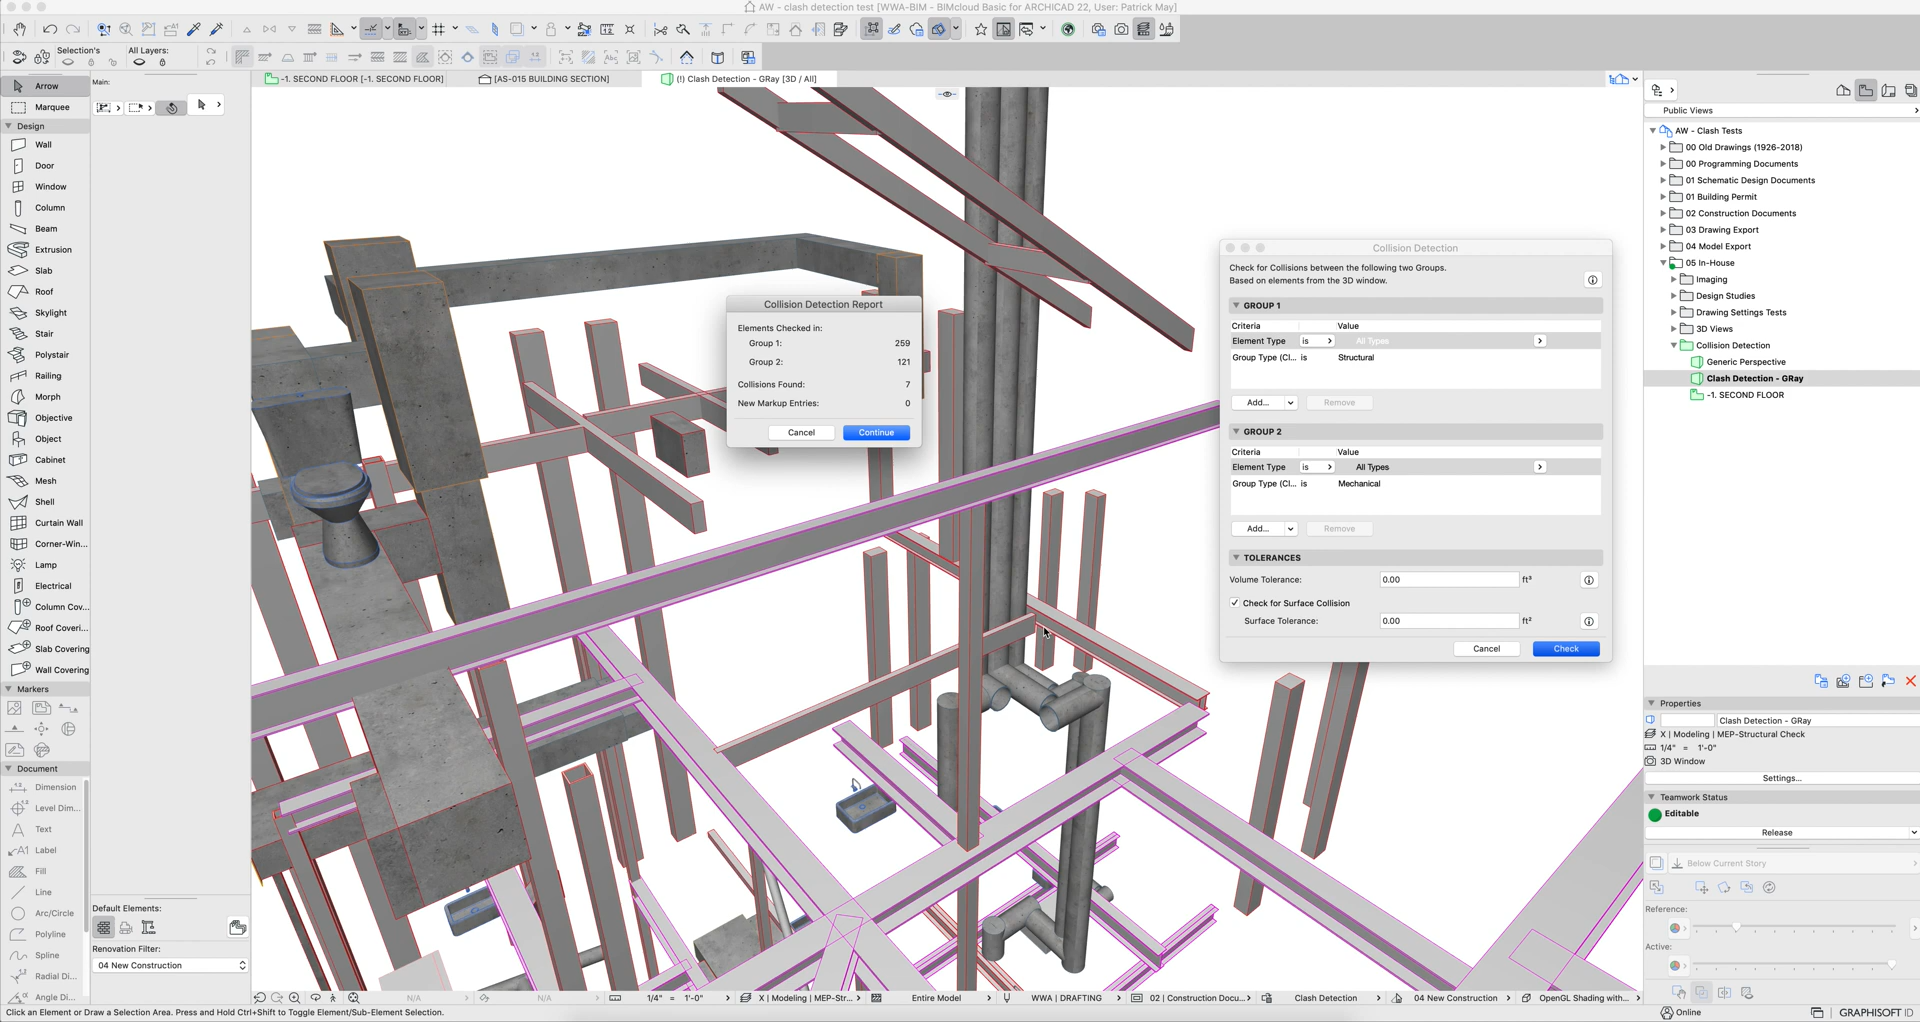 AW - clash detection test [WWA-BIM - BIMcloud Basic for ARCHICAD 22, User: Patrick May]
Selection's
All Layers:
-1. SECOND FLOOR [-1. SECOND FLOOR]
[AS-015 BUILDING SECTION]
(!) Clash Detection - GRay [3D / All]
Arrow
Marquee
Design
Wall
Door
Window
Column
Beam
Extrusion
Slab
Roof
Skylight
Stair
Polystair
Railing
Morph
Objective
Object
Cabinet
Mesh
Shell
Curtain Wall
Corner-Win...
Lamp
Electrical
Column Cov...
Roof Coveri...
Slab Covering
Wall Covering
Markers
Document
Dimension
Level Dim...
Text
Label
Fill
Line
Arc/Circle
Polyline
Spline
Radial Di...
Angle Di...
Main:
Default Elements:
Renovation Filter:
04 New Construction
Collision Detection Report
Elements Checked in:
Group 1: 259
Group 2: 121
Collisions Found: 7
New Markup Entries: 0
Cancel
Continue
Collision Detection
Check for Collisions between the following two Groups.
Based on elements from the 3D window.
GROUP 1
Criteria Value
Element Type is All Types
Group Type (Cl... is Structural
Add...
Remove
GROUP 2
Criteria Value
Element Type is All Types
Group Type (Cl... is Mechanical
Add...
Remove
TOLERANCES
Volume Tolerance: 0.00 ft³
Check for Surface Collision
Surface Tolerance: 0.00 ft²
Cancel
Check
Public Views
AW - Clash Tests
00 Old Drawings (1926-2018)
00 Programming Documents
01 Schematic Design Documents
01 Building Permit
02 Construction Documents
03 Drawing Export
04 Model Export
05 In-House
Imaging
Design Studies
Drawing Settings Tests
3D Views
Collision Detection
Generic Perspective
Clash Detection - GRay
-1. SECOND FLOOR
Properties
Clash Detection - GRay
X | Modeling | MEP-Structural Check
1/4" = 1'-0"
3D Window
Settings...
Teamwork Status
Editable
Release
Below Current Story
Reference:
Active:
N/A
N/A
1/4" = 1'-0"
X | Modeling | MEP-Str...
Entire Model
WWA | DRAFTING
02 | Construction Docu...
Clash Detection
04 New Construction
OpenGL Shading with...
Click an Element or Draw a Selection Area. Press and Hold Ctrl+Shift to Toggle Element/Sub-Element Selection.
Online
GRAPHISOFT ID